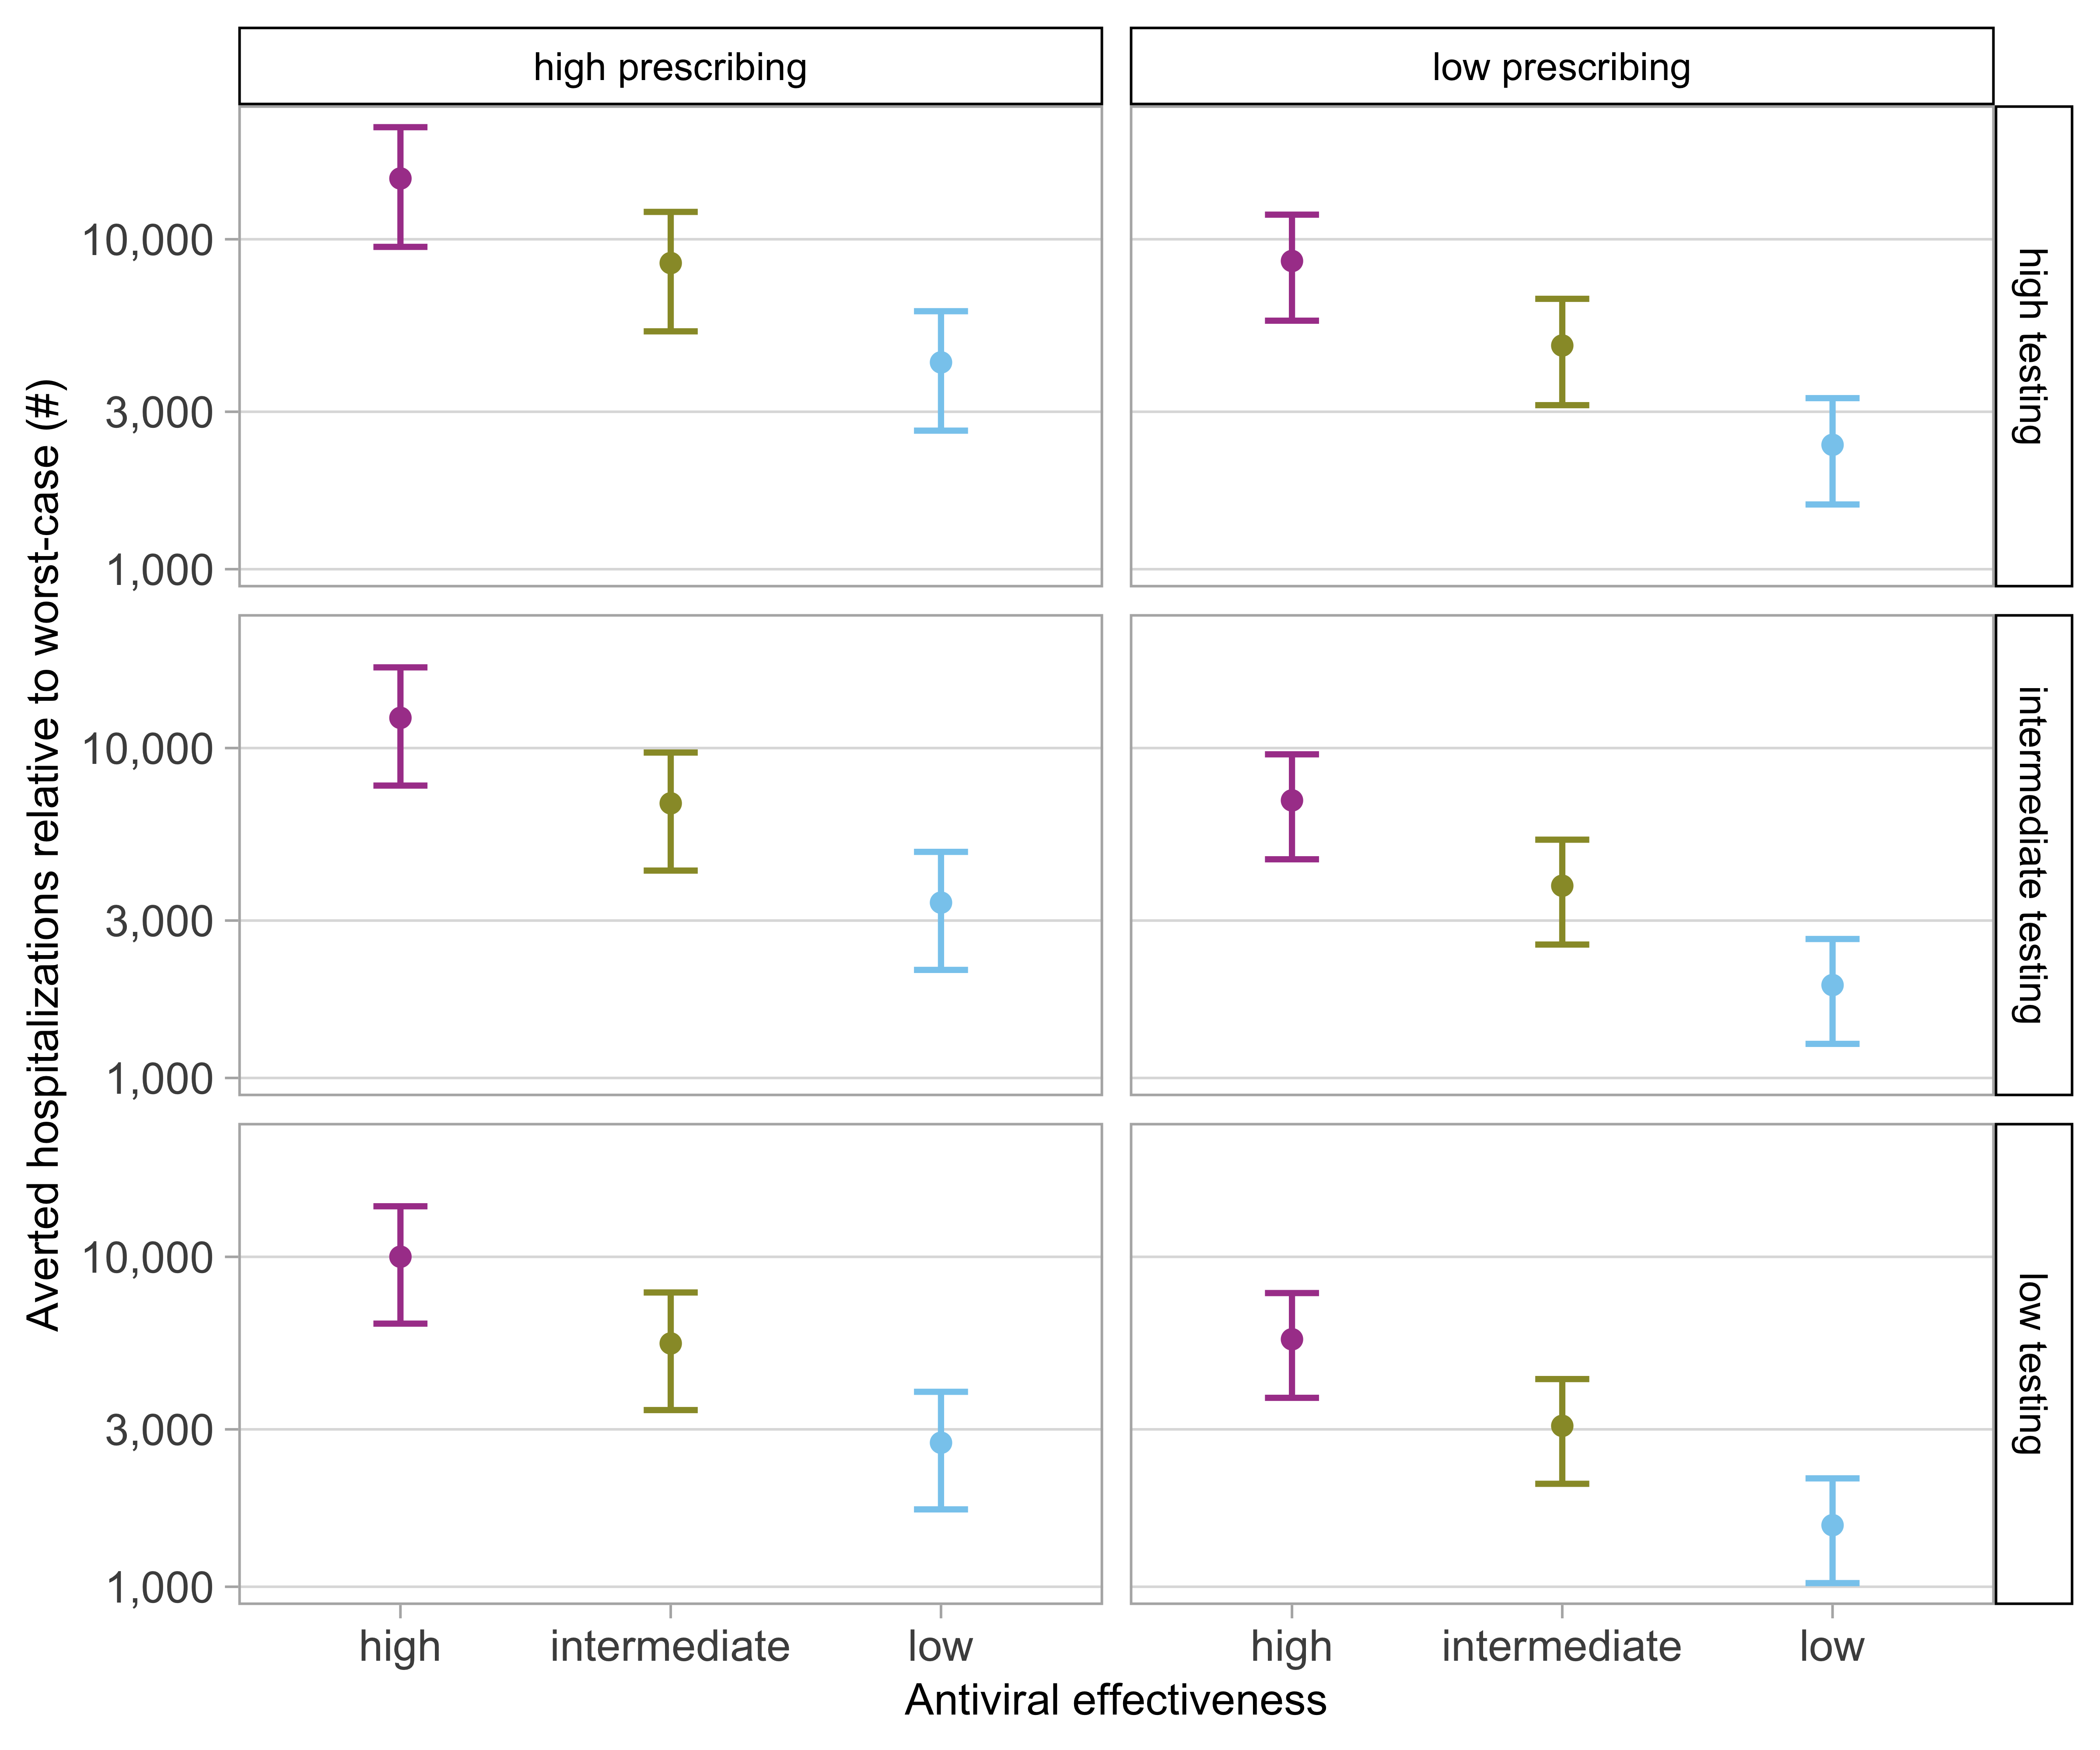 high prescribing
low prescribing
Averted hospitalizations relative to worst-case (#)
10,000
3,000
1,000
high testing
10,000
3,000
1,000
intermediate testing
10,000
3,000
1,000
low testing
high intermediate low
high intermediate low
Antiviral effectiveness